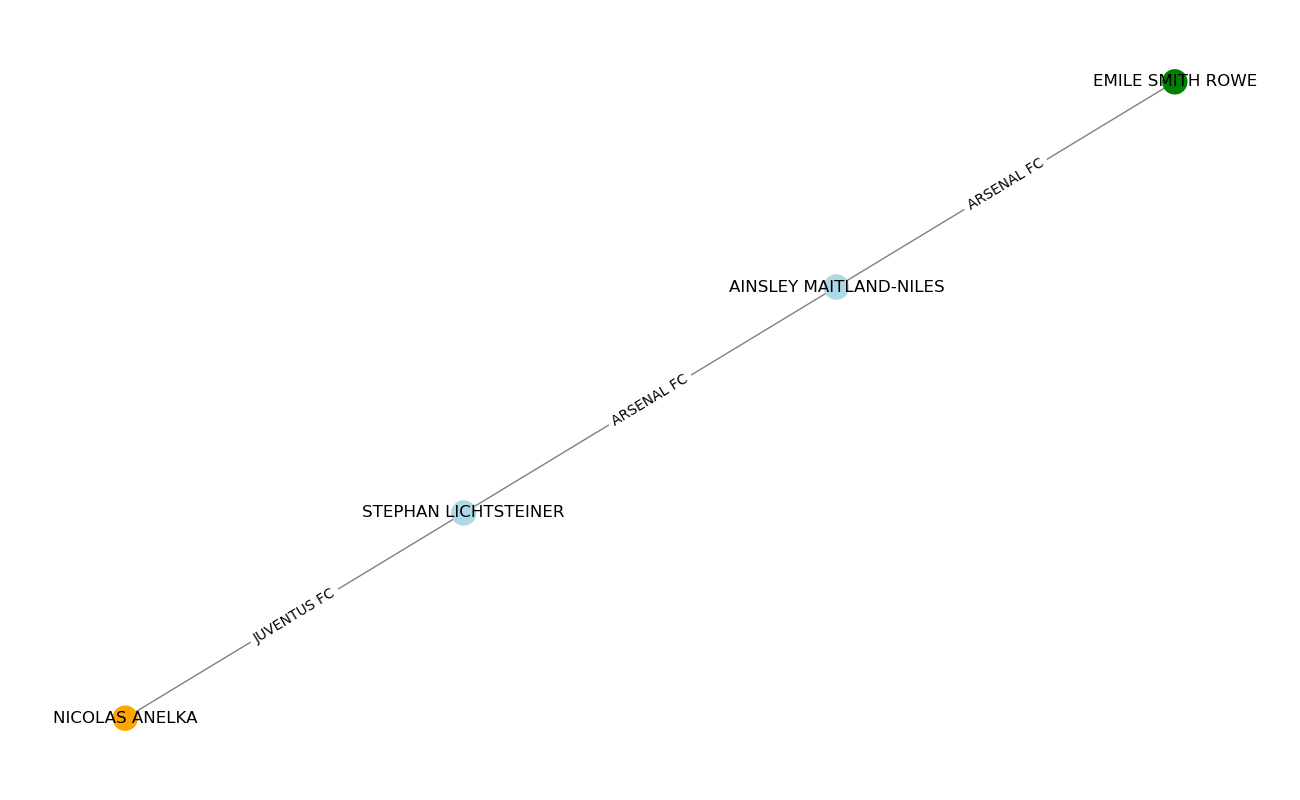 EMILE SMITH ROWE
ARSENAL FC
AINSLEY MAITLAND-NILES
ARSENAL FC
STEPHAN LICHTSTEINER
JUVENTUS FC
NICOLAS ANELKA